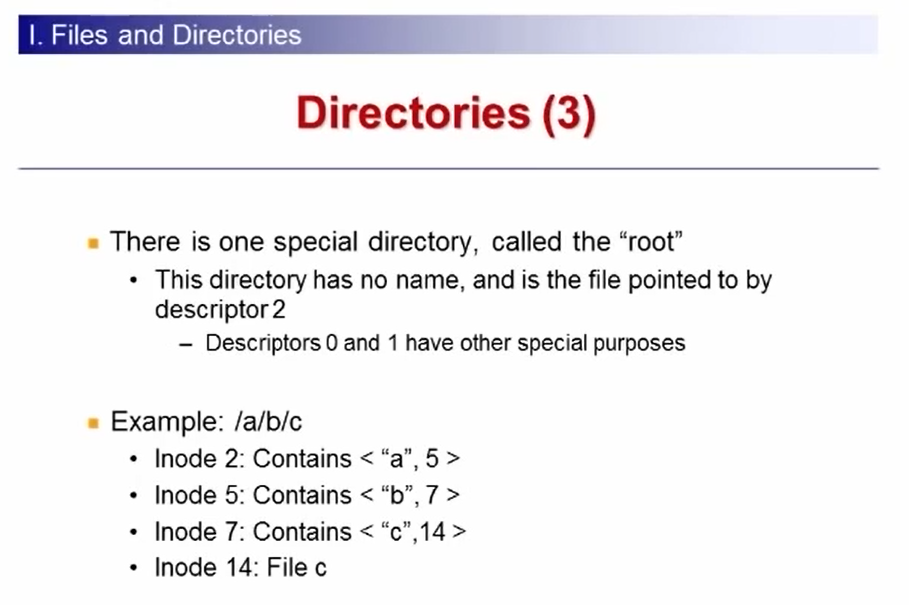 I. Files and Directories
Directories (3)
▪ There is one special directory, called the “root”
• This directory has no name, and is the file pointed to by
descriptor 2
– Descriptors 0 and 1 have other special purposes
▪ Example: /a/b/c
• Inode 2: Contains < “a”, 5 >
• Inode 5: Contains < “b”, 7 >
• Inode 7: Contains < “c”,14 >
• Inode 14: File c